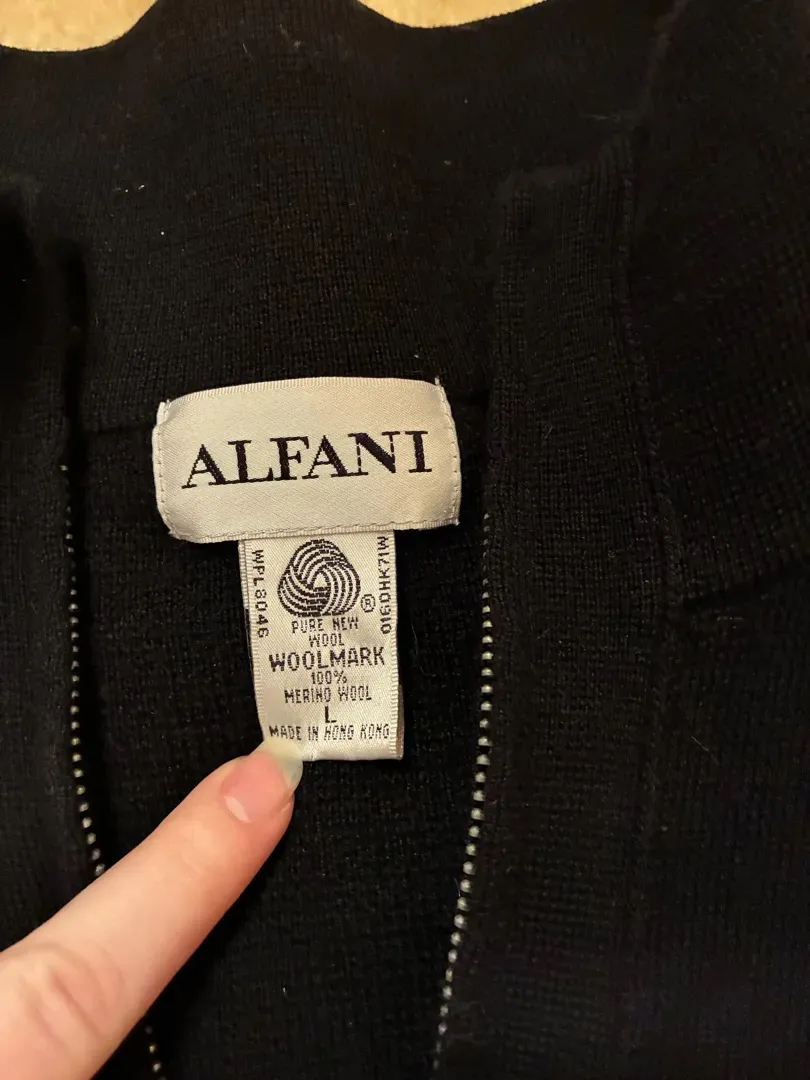 ALFANI
WPL8046
0160HK71W
®
PURE NEW
WOOL
WOOLMARK
100%
MERINO WOOL
L
MADE IN HONG KONG